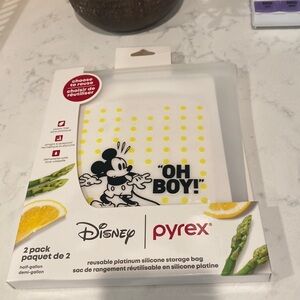 choose to reuse
choisir de réutiliser
"OH
BOY!"
Disney
pyrex®
2 pack
paquet de 2
half-gallon
demi-gallon
reusable platinum silicone storage bag
sac de rangement réutilisable en silicone platine